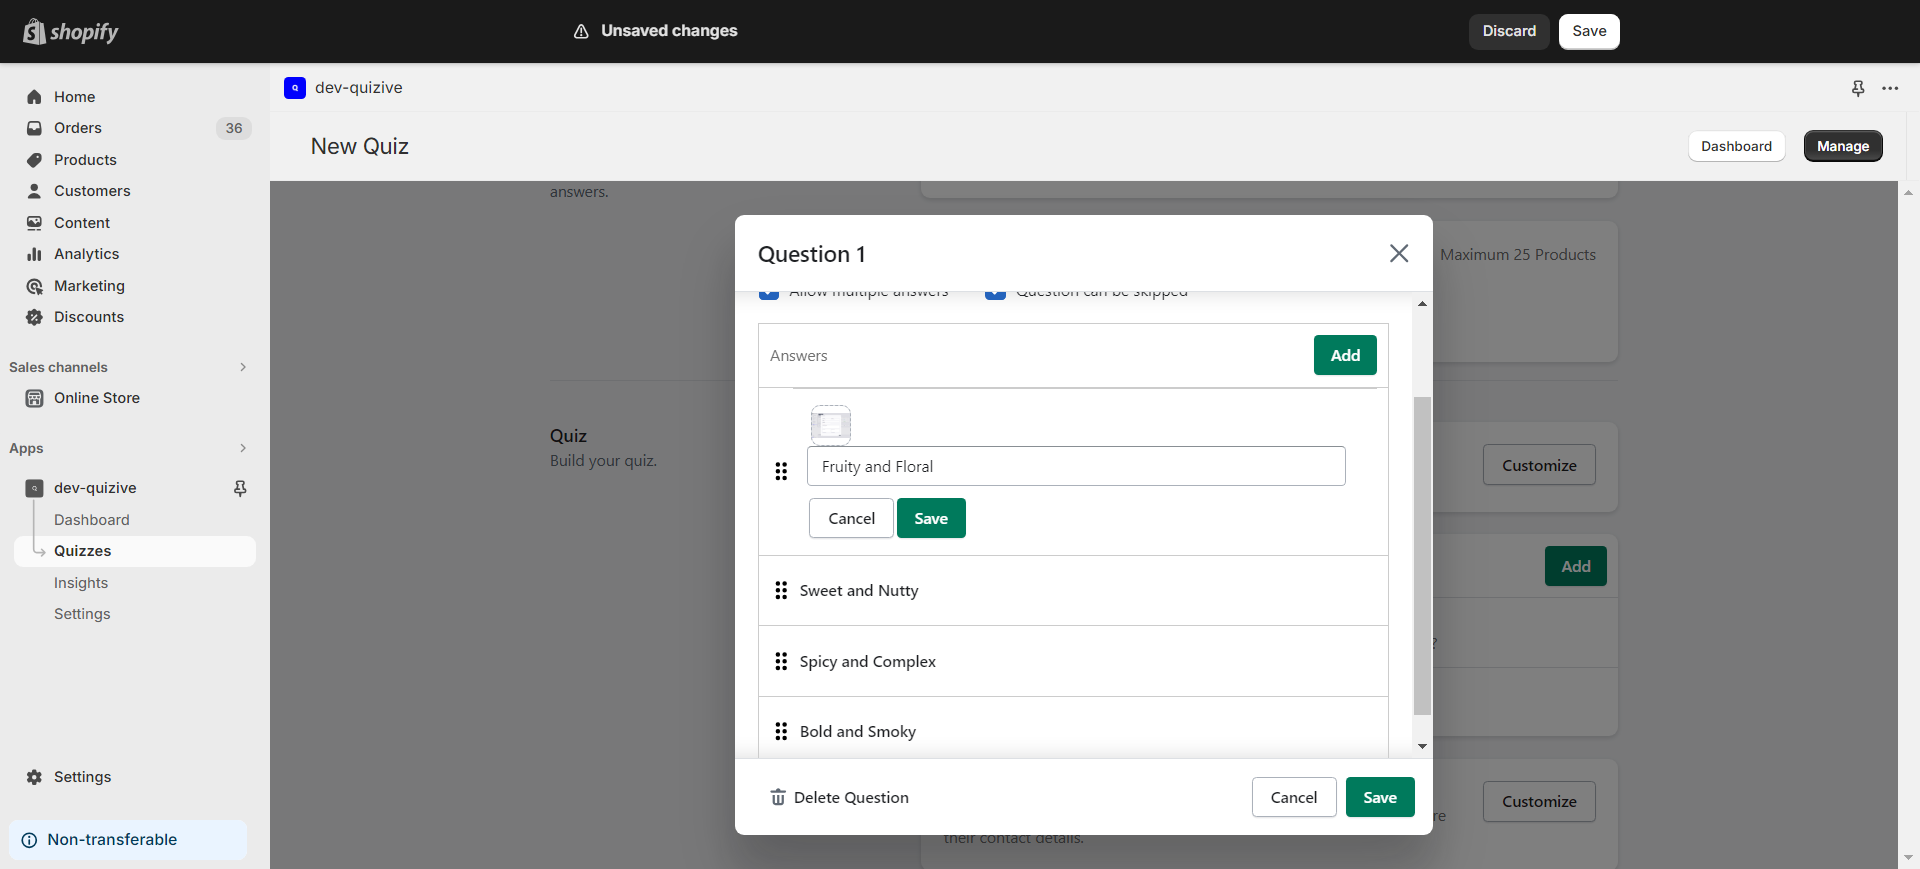 shopify
Unsaved changes
Discard
Save
Home
Orders
36
Products
Customers
Content
Analytics
Marketing
Discounts
Sales channels
Online Store
Apps
dev-quizive
Dashboard
Quizzes
Insights
Settings
Settings
Non-transferable
dev-quizive
New Quiz
Dashboard
Manage
answers.
Maximum 25 Products
Quiz
Build your quiz.
Customize
Add
?
Customize
re
their contact details.
Question 1
Allow multiple answers
Question can be skipped
Answers
Add
Fruity and Floral
Cancel
Save
Sweet and Nutty
Spicy and Complex
Bold and Smoky
Delete Question
Cancel
Save